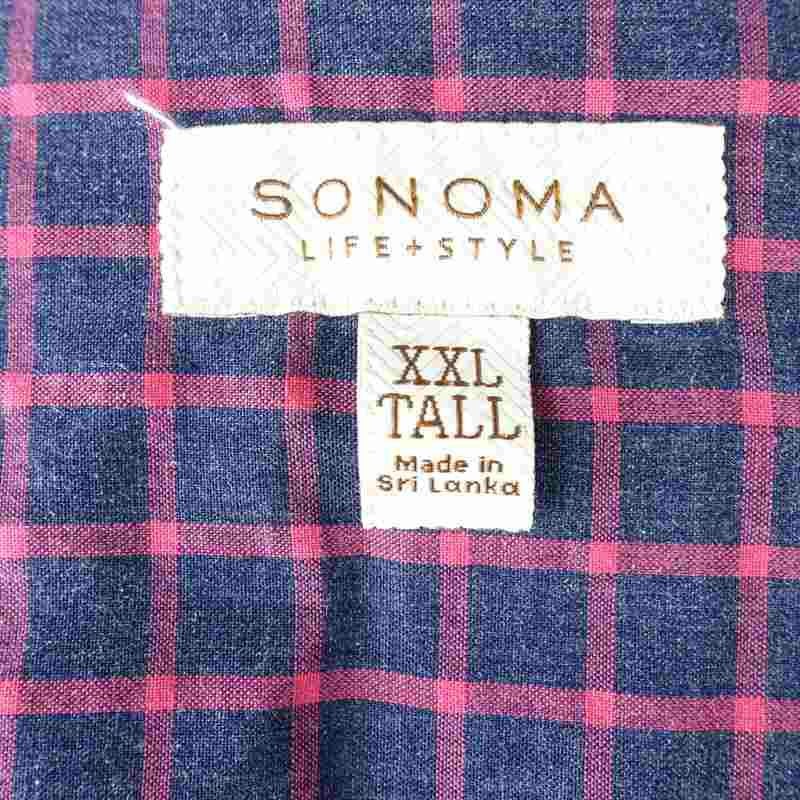 SONOMA
LIFE+STYLE
XXL
TALL
Made in
Sri Lanka